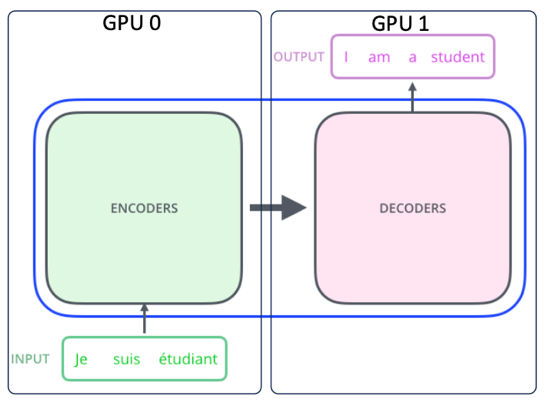 GPU 0
GPU 1
OUTPUT I am a student
ENCODERS
DECODERS
INPUT Je suis étudiant